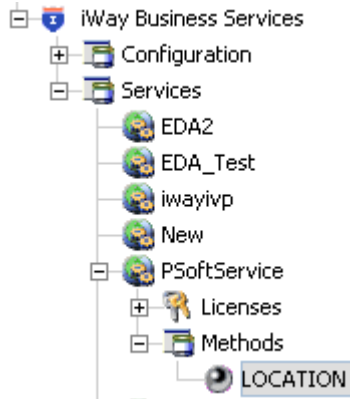 iWay Business Services
Configuration
Services
EDA2
EDA_Test
iwayivp
New
PSoftService
Licenses
Methods
LOCATION